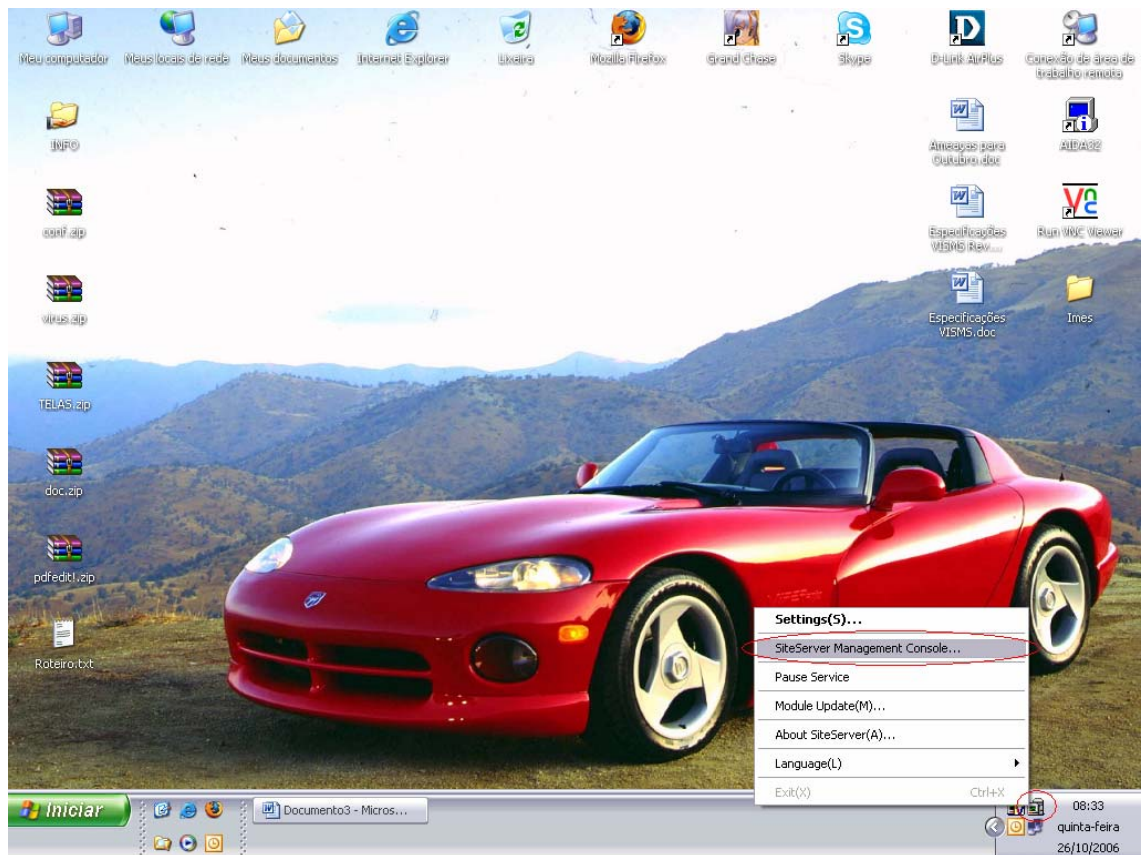 Meu computador
Meus locais de rede
Meus documentos
Internet Explorer
Lixeira
Mozilla Firefox
Grand Chase
Skype
D-Link AirPlus
Conexão de área de
trabalho remota
INFO
Ameaças para
Outubro.doc
AIDA32
conf.zip
Especificações
VISMS Rev....
Run VNC Viewer
virus.zip
Especificações
VISMS.doc
Imes
TELAS.zip
doc.zip
pdfedit!.zip
Roteiro.txt
Settings(S)...
SiteServer Management Console...
Pause Service
Module Update(M)...
About SiteServer(A)...
Language(L)
Exit(X) Ctrl+X
Iniciar
Documento3 - Micros...
08:33
quinta-feira
26/10/2006